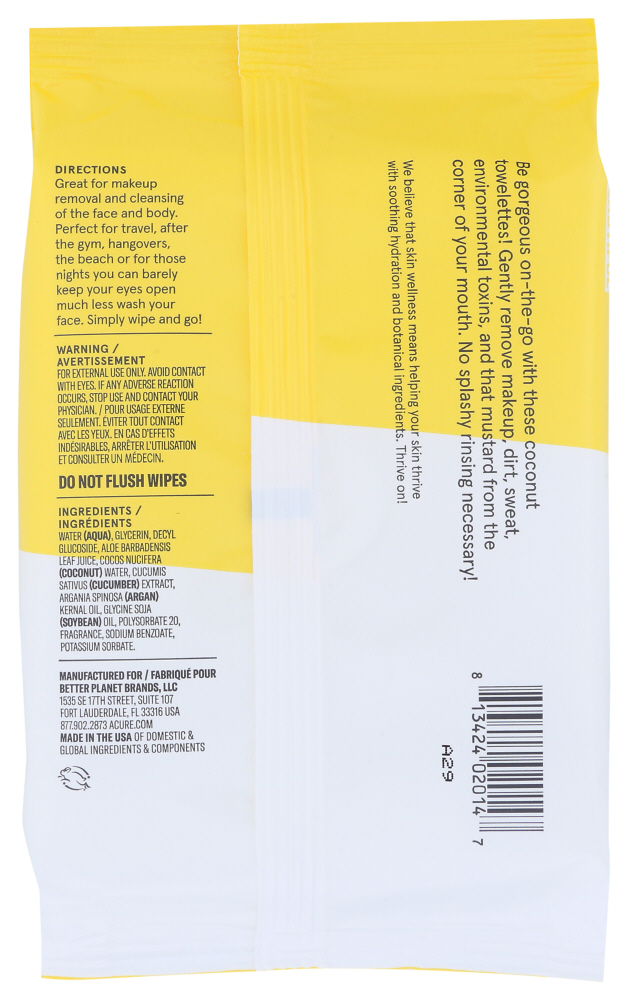 DIRECTIONS
Great for makeup
removal and cleansing
of the face and body.
Perfect for travel, after
the gym, hangovers,
the beach or for those
nights you can barely
keep your eyes open
much less wash your
face. Simply wipe and go!
WARNING /
AVERTISSEMENT
FOR EXTERNAL USE ONLY. AVOID CONTACT
WITH EYES. IF ANY ADVERSE REACTION
OCCURS, STOP USE AND CONTACT YOUR
PHYSICIAN. / POUR USAGE EXTERNE
SEULEMENT. ÉVITER TOUT CONTACT
AVEC LES YEUX. EN CAS D'EFFETS
INDÉSIRABLES, ARRÊTER L'UTILISATION
ET CONSULTER UN MÉDECIN.
DO NOT FLUSH WIPES
INGREDIENTS /
INGRÉDIENTS
WATER (AQUA), GLYCERIN, DECYL
GLUCOSIDE, ALOE BARBADENSIS
LEAF JUICE, COCOS NUCIFERA
(COCONUT) WATER, CUCUMIS
SATIVUS (CUCUMBER) EXTRACT,
ARGANIA SPINOSA (ARGAN)
KERNAL OIL, GLYCINE SOJA
(SOYBEAN) OIL, POLYSORBATE 20,
FRAGRANCE, SODIUM BENZOATE,
POTASSIUM SORBATE.
MANUFACTURED FOR / FABRIQUÉ POUR
BETTER PLANET BRANDS, LLC
1535 SE 17TH STREET, SUITE 107
FORT LAUDERDALE, FL 33316 USA
877.902.2873 ACURE.COM
MADE IN THE USA OF DOMESTIC &
GLOBAL INGREDIENTS & COMPONENTS
Be gorgeous on-the-go with these coconut
towelettes! Gently remove makeup, dirt, sweat,
environmental toxins, and that mustard from the
corner of your mouth. No splashy rinsing necessary!
We believe that skin wellness means helping your skin thrive
with soothing hydration and botanical ingredients. Thrive on!
8 13424 02014 7
A29